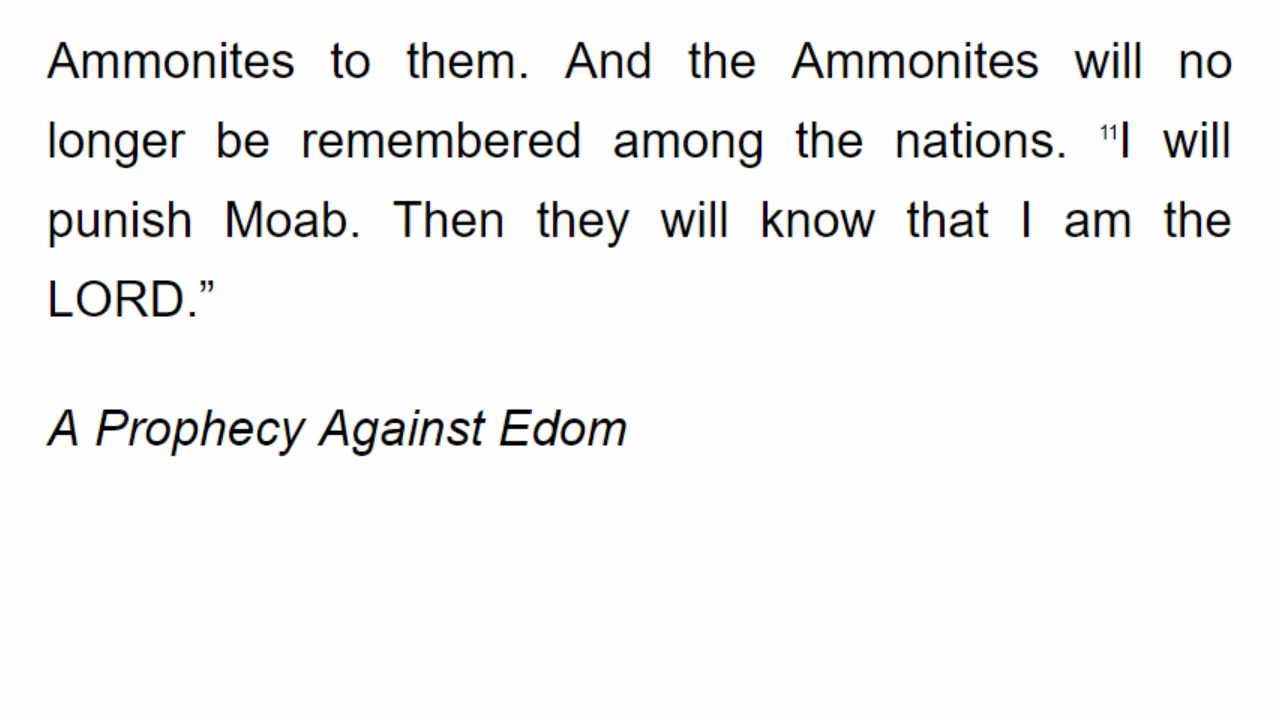 Ammonites to them. And the Ammonites will no
longer be remembered among the nations. ¹¹I will
punish Moab. Then they will know that I am the
LORD.”
A Prophecy Against Edom